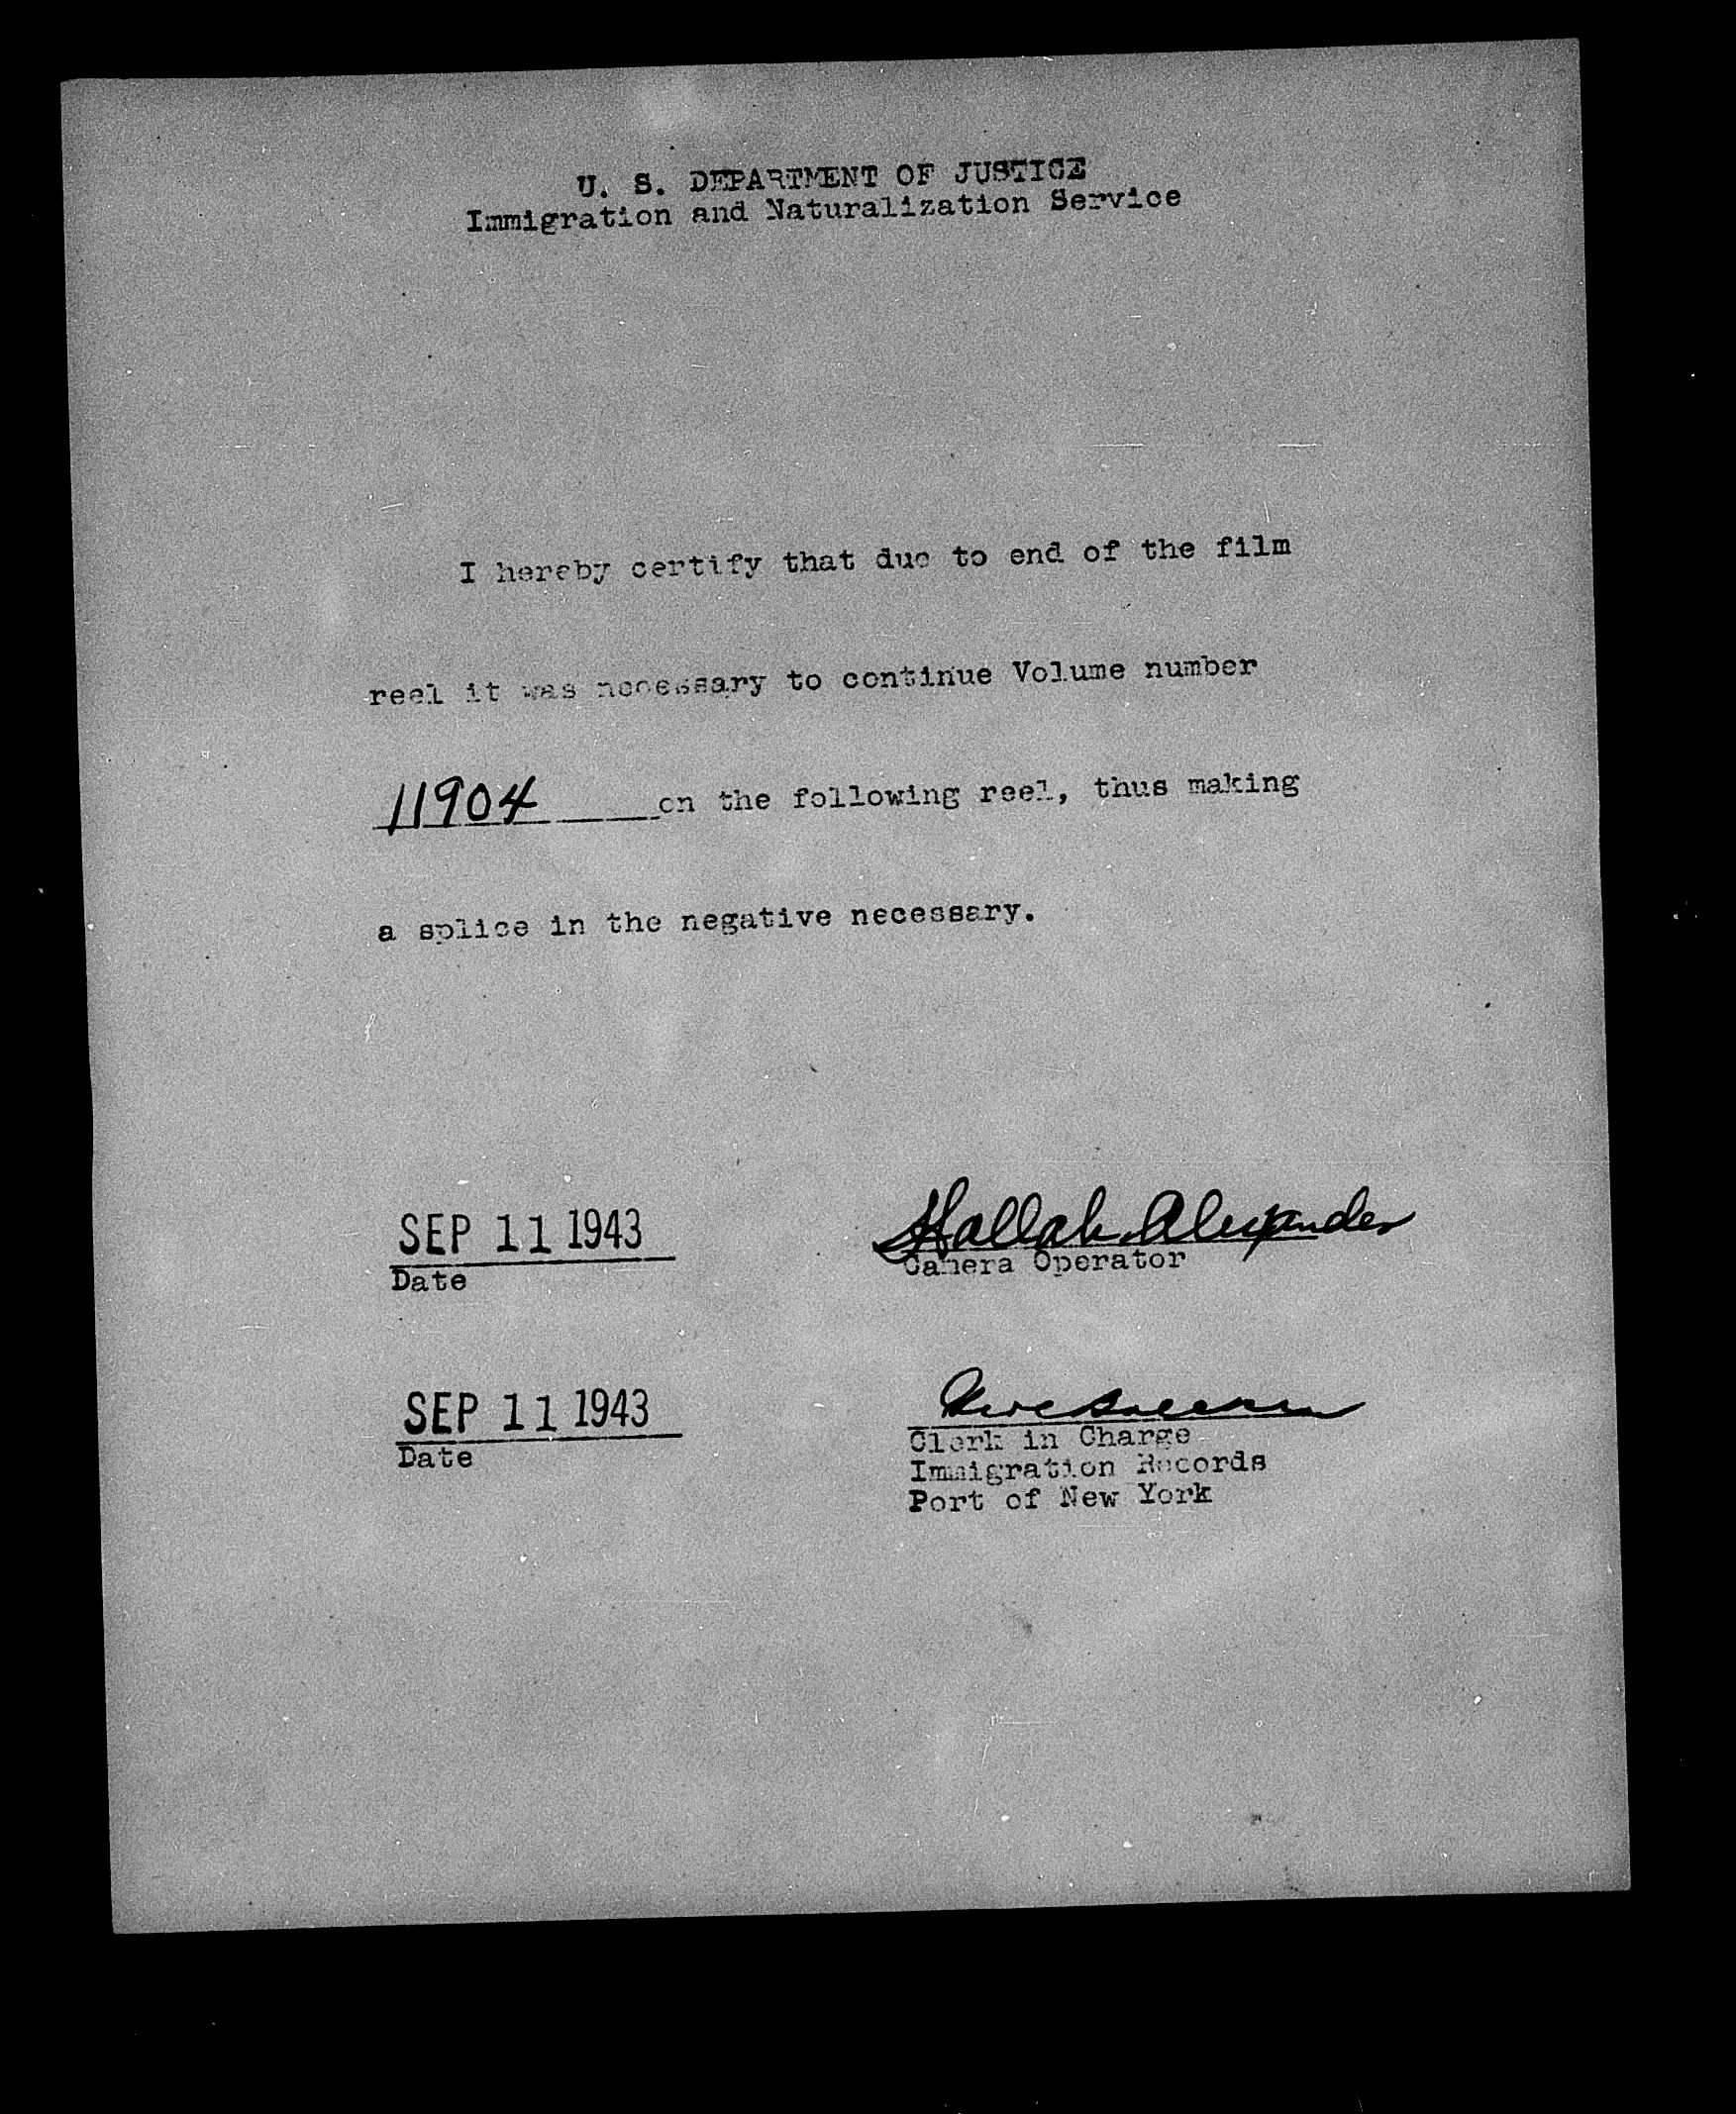 U. S. DEPARTMENT OF JUSTICE
Immigration and Naturalization Service
I hereby certify that due to end of the film
reel it was necessary to continue Volume number
11904 on the following reel, thus making
a splice in the negative necessary.
SEP 11 1943
Date
Alexander
Camera Operator
SEP 11 1943
Date
Clerk in Charge
Immigration Records
Port of New York